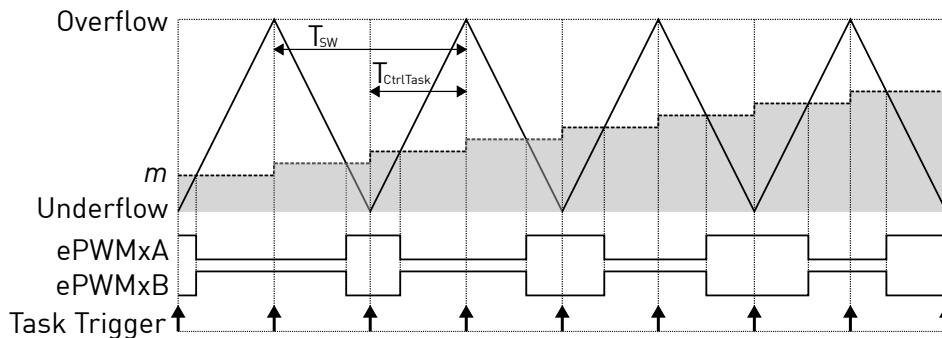 Overflow
T_SW
T_CtrlTask
m
Underflow
ePWMxA
ePWMxB
Task Trigger